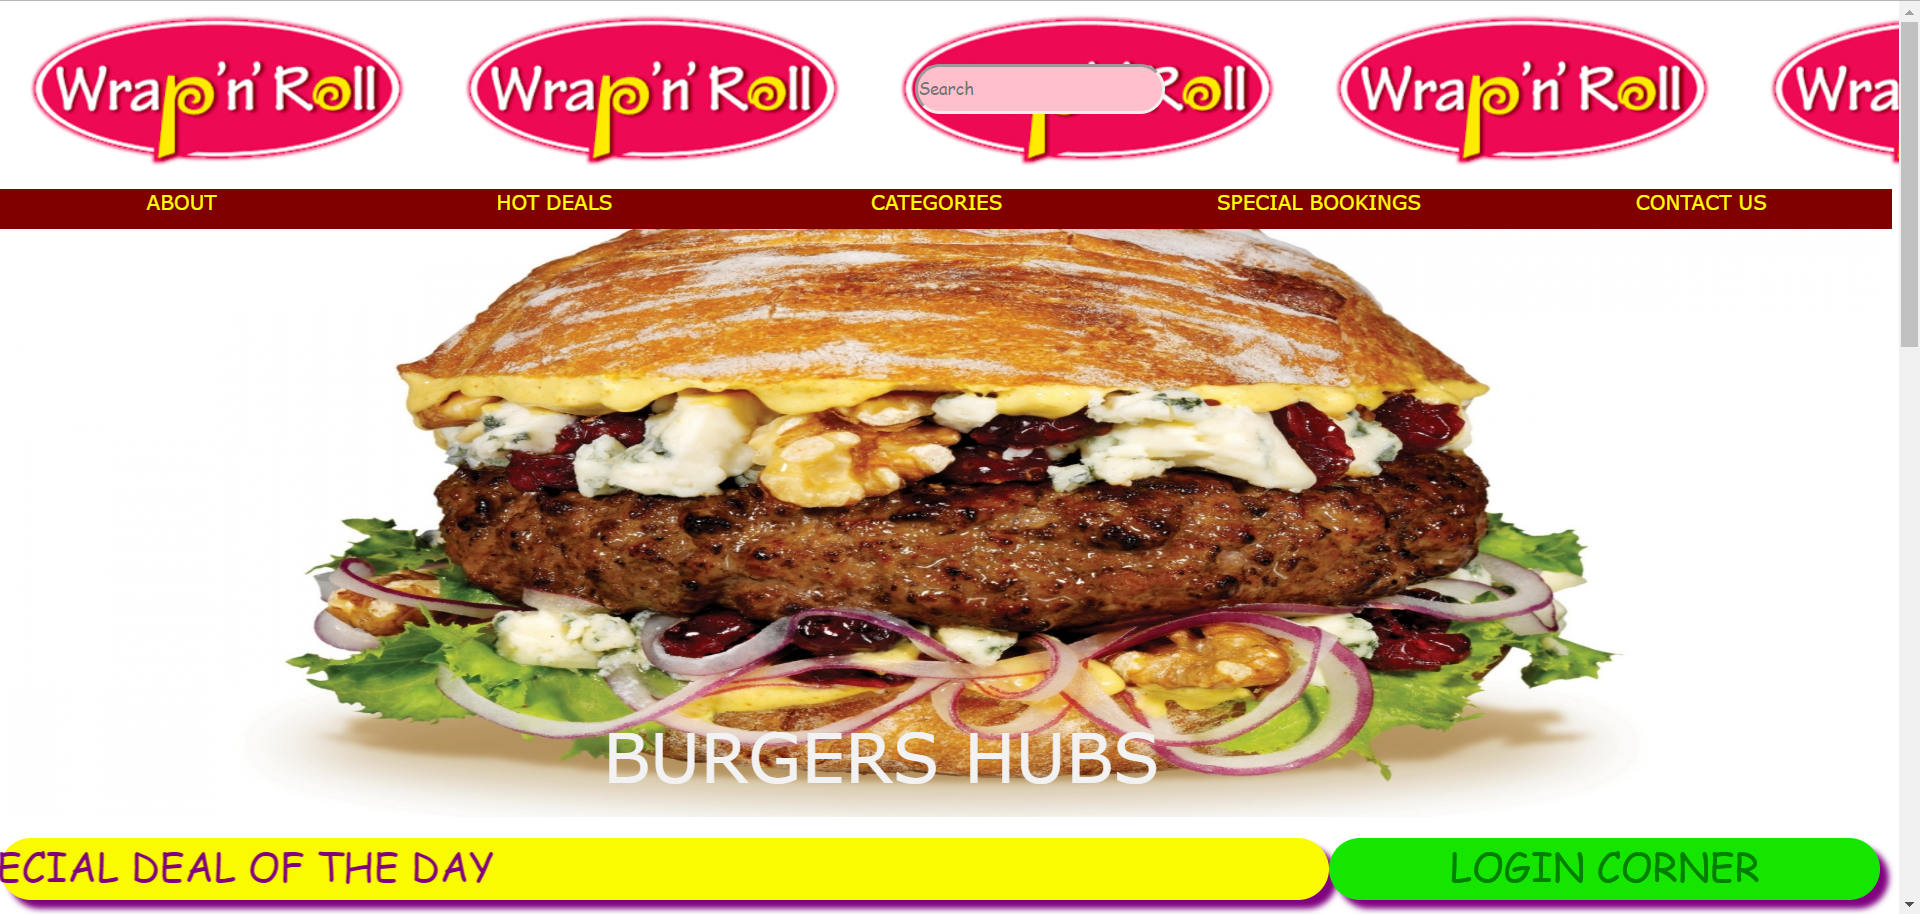 Wrap'n' Roll Wrap'n' Roll Roll Wrap'n' Roll Wra
Search
ABOUT HOT DEALS CATEGORIES SPECIAL BOOKINGS CONTACT US
BURGERS HUBS
ECIAL DEAL OF THE DAY LOGIN CORNER